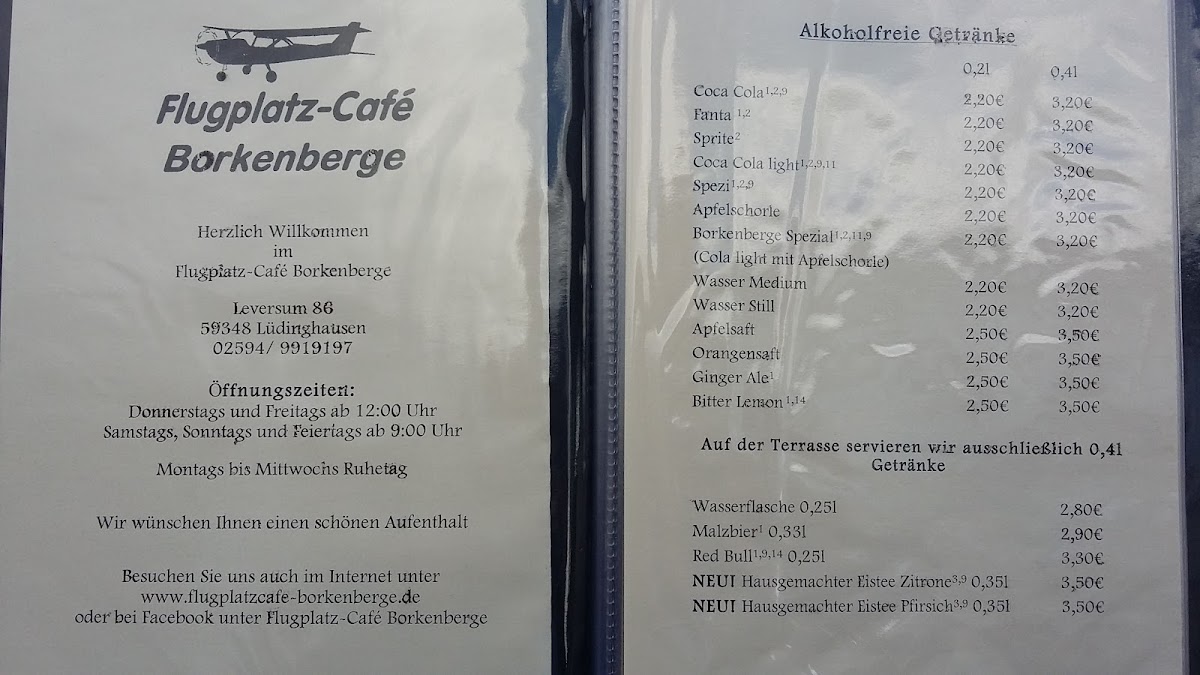 Flugplatz-Café
Borkenberge
Herzlich Willkommen
im
Flugplatz-Café Borkenberge
Leversum 86
59348 Lüdinghausen
02594/ 9919197
Öffnungszeiten:
Donnerstags und Freitags ab 12:00 Uhr
Samstags, Sonntags und Feiertags ab 9:00 Uhr
Montags bis Mittwochs Ruhetag
Wir wünschen Ihnen einen schönen Aufenthalt
Besuchen Sie uns auch im Internet unter
www.flugplatzcafe-borkenberge.de
oder bei Facebook unter Flugplatz-Café Borkenberge
Alkoholfreie Getränke
0,2l 0,4l
Coca Cola¹,²,⁹ 2,20€ 3,20€
Fanta ¹,² 2,20€ 3,20€
Sprite² 2,20€ 3,20€
Coca Cola light¹,²,⁹,¹¹ 2,20€ 3,20€
Spezi¹,²,⁹ 2,20€ 3,20€
Apfelschorle 2,20€ 3,20€
Borkenberge Spezial¹,²,¹¹,⁹ 2,20€ 3,20€
(Cola light mit Apfelschorle)
Wasser Medium 2,20€ 3,20€
Wasser Still 2,20€ 3,20€
Apfelsaft 2,50€ 3,50€
Orangensaft 2,50€ 3,50€
Ginger Ale¹ 2,50€ 3,50€
Bitter Lemon¹,¹⁴ 2,50€ 3,50€
Auf der Terrasse servieren wir ausschließlich 0,4l
Getränke
Wasserflasche 0,25l 2,80€
Malzbier¹ 0,33l 2,90€
Red Bull¹,⁹,¹⁴ 0,25l 3,30€
NEU! Hausgemachter Eistee Zitrone³,⁹ 0,35l 3,50€
NEU! Hausgemachter Eistee Pfirsich³,⁹ 0,35l 3,50€